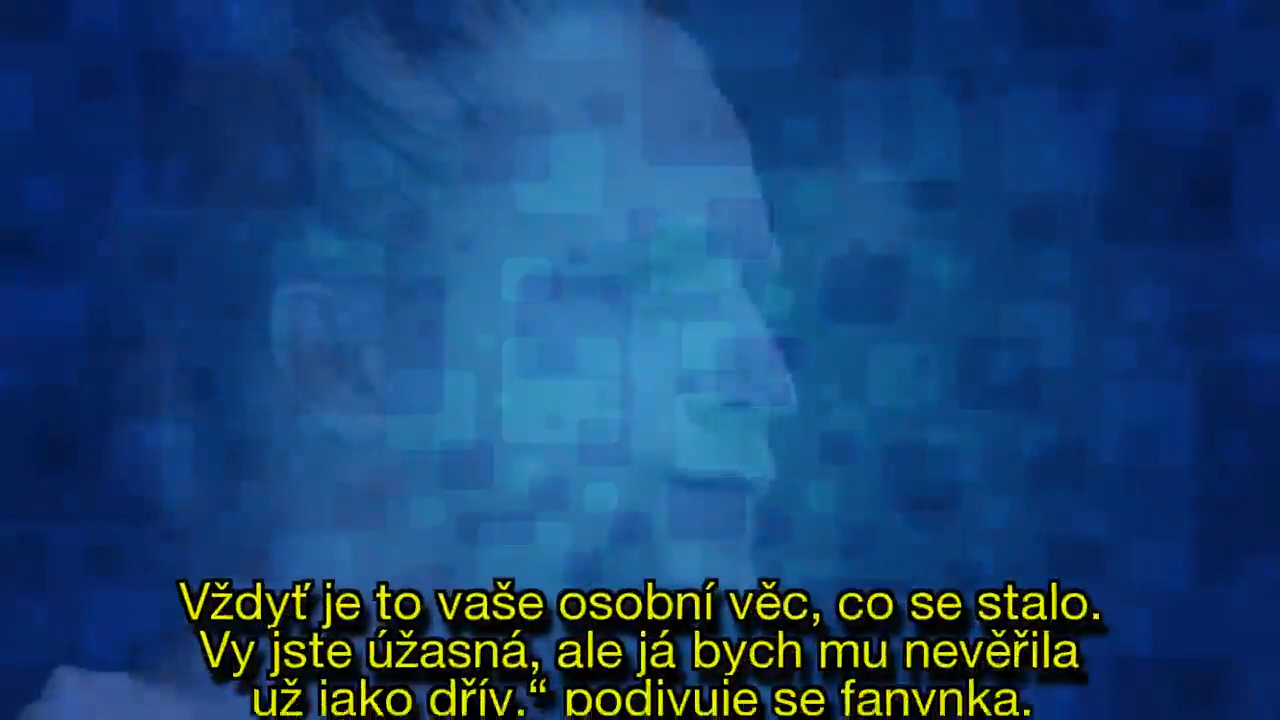 Vždyť je to vaše osobní věc, co se stalo.
Vy jste úžasná, ale já bych mu nevěřila
už jako dřív.“ podivuje se fanynka.